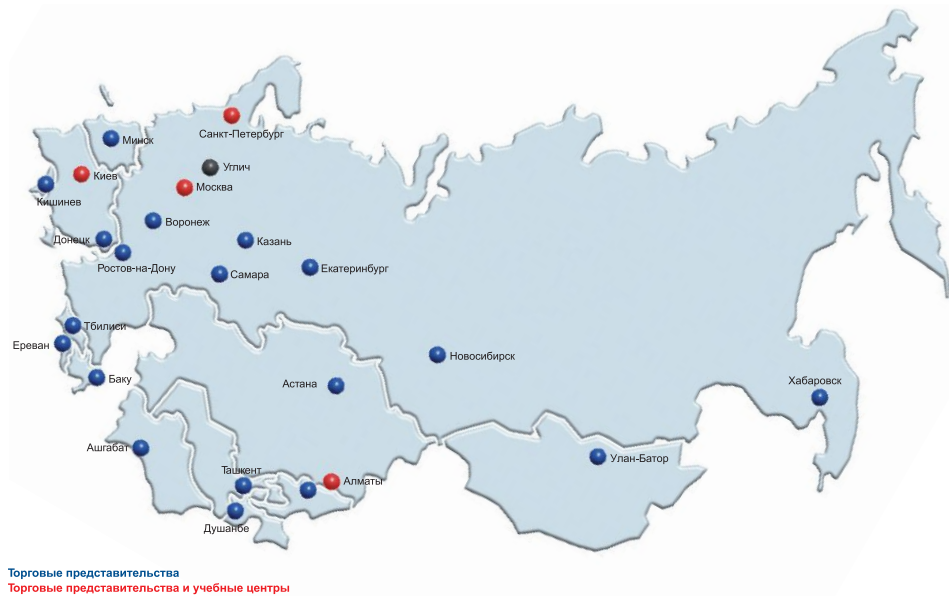 Санкт-Петербург
Минск
Углич
Киев
Москва
Кишинев
Воронеж
Донецк
Казань
Ростов-на-Дону
Самара
Екатеринбург
Тбилиси
Ереван
Новосибирск
Баку
Астана
Хабаровск
Ашгабат
Улан-Батор
Ташкент
Алматы
Душанбе
Торговые представительства
Торговые представительства и учебные центры